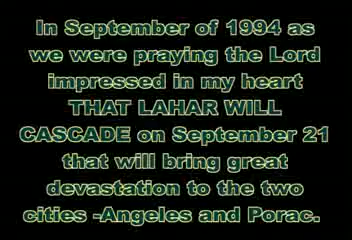 In September of 1994 as
we were praying the Lord
impressed in my heart
THAT LAHAR WILL
CASCADE on September 21
that will bring great
devastation to the two
cities -Angeles and Porac.